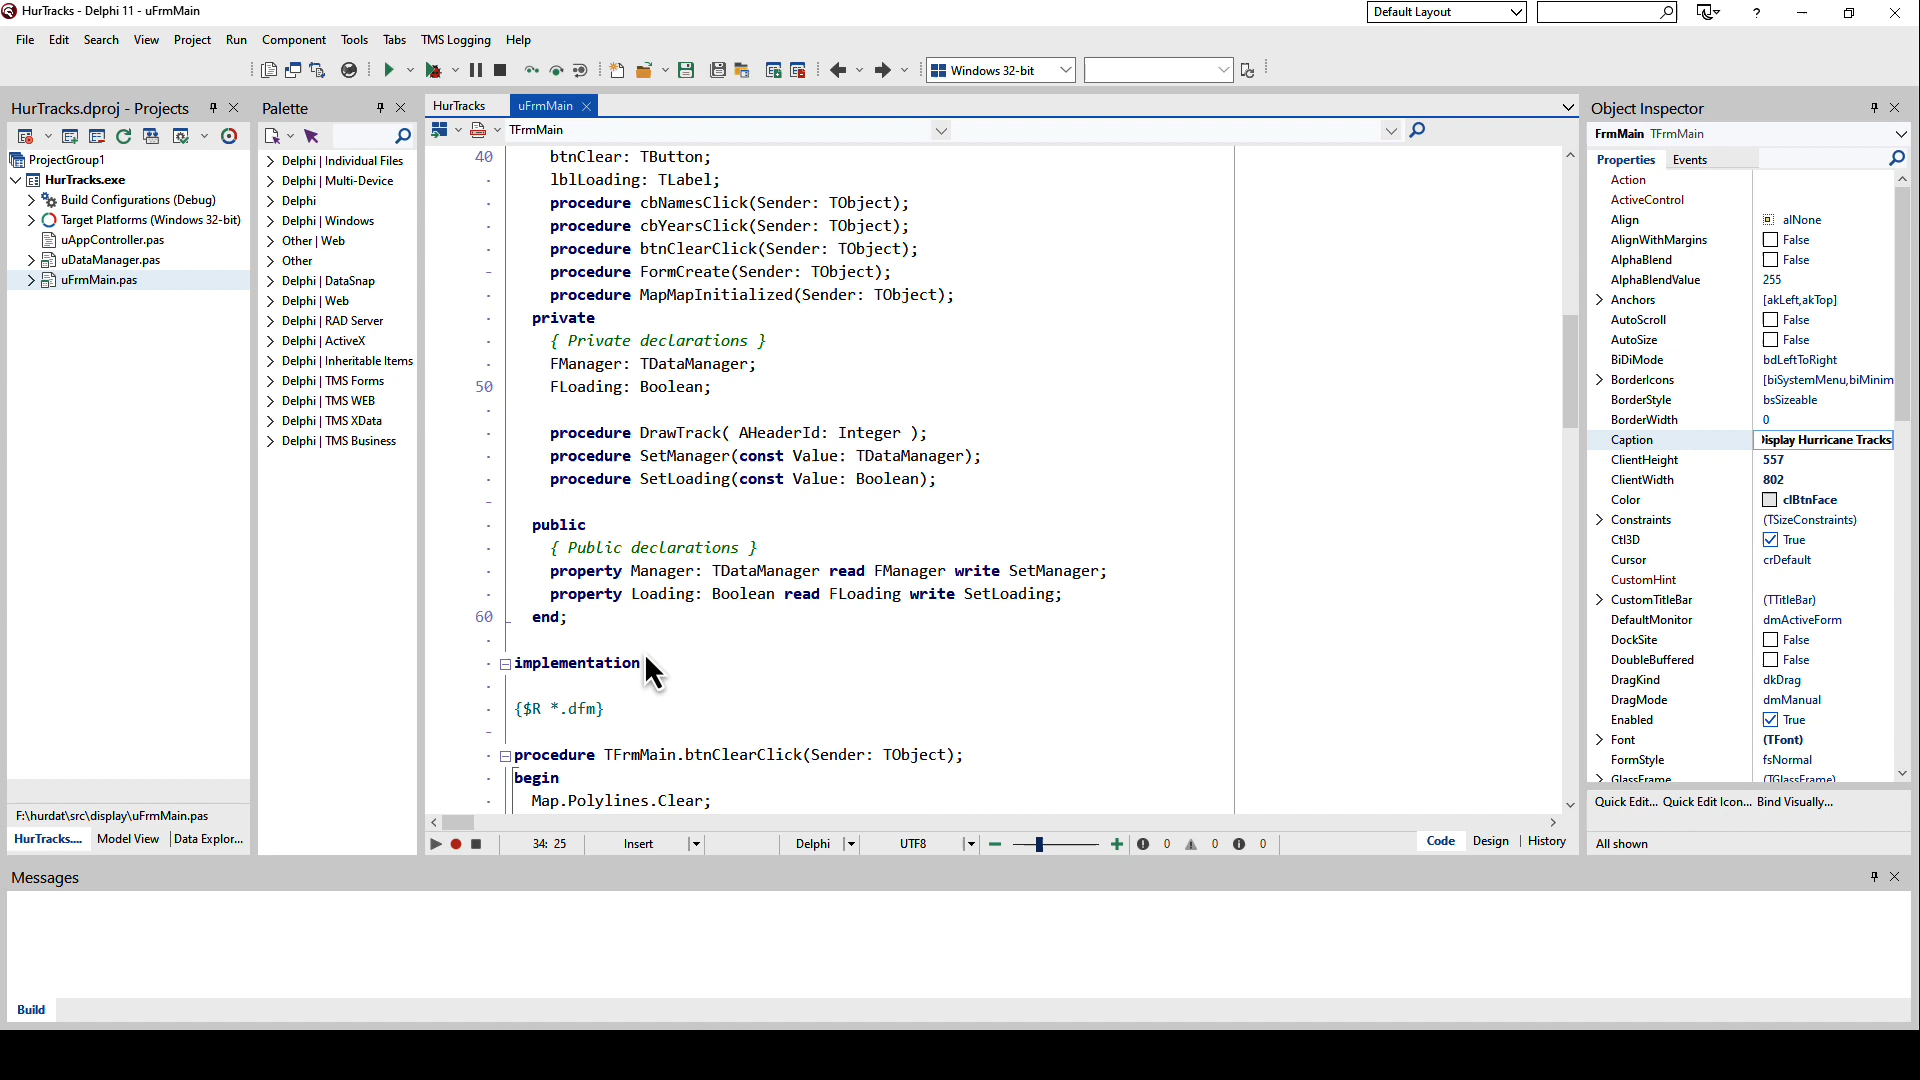 HurTracks - Delphi 11 - uFrmMain
Default Layout
File Edit Search View Project Run Component Tools Tabs TMS Logging Help
Windows 32-bit
HurTracks.dproj - Projects
ProjectGroup1
HurTracks.exe
Build Configurations (Debug)
Target Platforms (Windows 32-bit)
uAppController.pas
uDataManager.pas
uFrmMain.pas
F:\hurdat\src\display\uFrmMain.pas
HurTracks.... Model View Data Explor...
Palette
Delphi | Individual Files
Delphi | Multi-Device
Delphi
Delphi | Windows
Other | Web
Other
Delphi | DataSnap
Delphi | Web
Delphi | RAD Server
Delphi | ActiveX
Delphi | Inheritable Items
Delphi | TMS Forms
Delphi | TMS WEB
Delphi | TMS XData
Delphi | TMS Business
HurTracks uFrmMain
TFrmMain
40 btnClear: TButton;
lblLoading: TLabel;
procedure cbNamesClick(Sender: TObject);
procedure cbYearsClick(Sender: TObject);
procedure btnClearClick(Sender: TObject);
procedure FormCreate(Sender: TObject);
procedure MapMapInitialized(Sender: TObject);
private
{ Private declarations }
FManager: TDataManager;
50 FLoading: Boolean;
procedure DrawTrack( AHeaderId: Integer );
procedure SetManager(const Value: TDataManager);
procedure SetLoading(const Value: Boolean);
public
{ Public declarations }
property Manager: TDataManager read FManager write SetManager;
property Loading: Boolean read FLoading write SetLoading;
60 end;
implementation
{$R *.dfm}
procedure TFrmMain.btnClearClick(Sender: TObject);
begin
Map.Polylines.Clear;
34: 25 Insert Delphi UTF8 0 0 0 Code Design History
Object Inspector
FrmMain TFrmMain
Properties Events
Action
ActiveControl
Align alNone
AlignWithMargins False
AlphaBlend False
AlphaBlendValue 255
Anchors [akLeft,akTop]
AutoScroll False
AutoSize False
BiDiMode bdLeftToRight
BorderIcons [biSystemMenu,biMinim
BorderStyle bsSizeable
BorderWidth 0
Caption isplay Hurricane Tracks
ClientHeight 557
ClientWidth 802
Color clBtnFace
Constraints (TSizeConstraints)
Ctl3D True
Cursor crDefault
CustomHint
CustomTitleBar (TTitleBar)
DefaultMonitor dmActiveForm
DockSite False
DoubleBuffered False
DragKind dkDrag
DragMode dmManual
Enabled True
Font (TFont)
FormStyle fsNormal
GlassFrame (TGlassFrame)
Quick Edit... Quick Edit Icon... Bind Visually...
All shown
Messages
Build